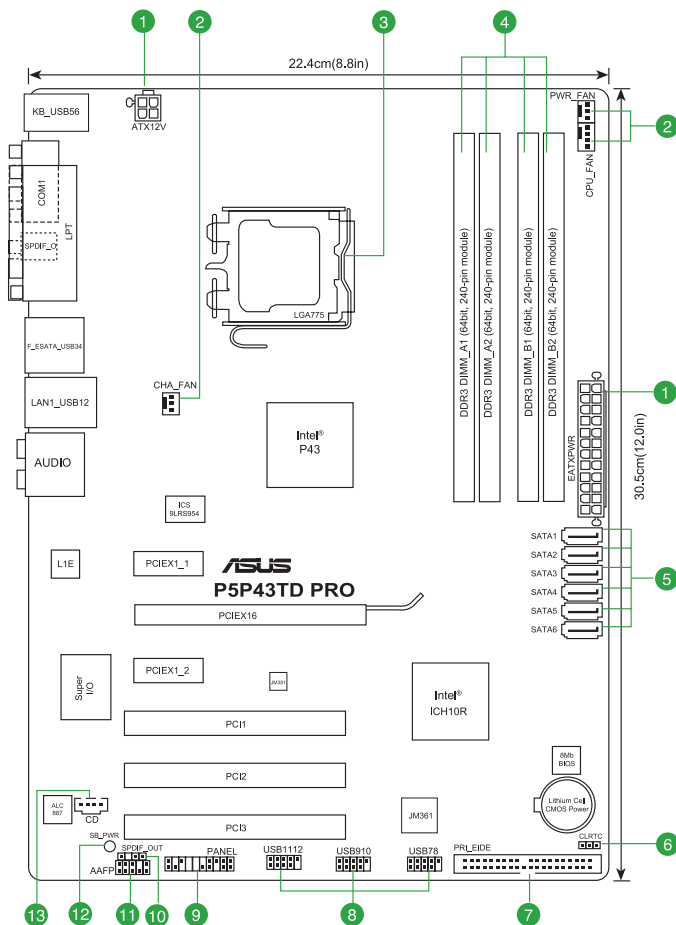 1
2
3
4
22.4cm(8.8in)
KB_USB56
ATX12V
PWR_FAN
2
CPU_FAN
COM1
LPT
SPDIF_O
LGA775
DDR3 DIMM_A1 (64bit, 240-pin module)
DDR3 DIMM_A2 (64bit, 240-pin module)
DDR3 DIMM_B1 (64bit, 240-pin module)
DDR3 DIMM_B2 (64bit, 240-pin module)
F_ESATA_USB34
CHA_FAN
LAN1_USB12
1
EATXPWR
30.5cm(12.0in)
Intel®
P43
AUDIO
ICS
9LRS954
SATA1
SATA2
SATA3
SATA4
SATA5
SATA6
5
L1E
PCIEX1_1
ASUS
P5P43TD PRO
PCIEX16
Super
I/O
PCIEX1_2
JM381
Intel®
ICH10R
PCI1
8Mb
BIOS
PCI2
Lithium Cell
CMOS Power
ALC
887
CD
JM361
PCI3
SB_PWR
CLRTC
6
SPDIF_OUT
PANEL
USB1112
USB910
USB78
PRI_EIDE
AAFP
13
12
11
10
9
8
7